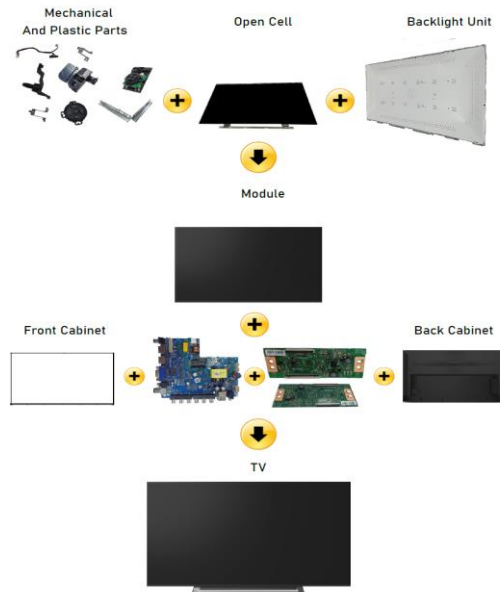 Mechanical
And Plastic Parts
Open Cell
Backlight Unit
Module
Front Cabinet
Back Cabinet
TV